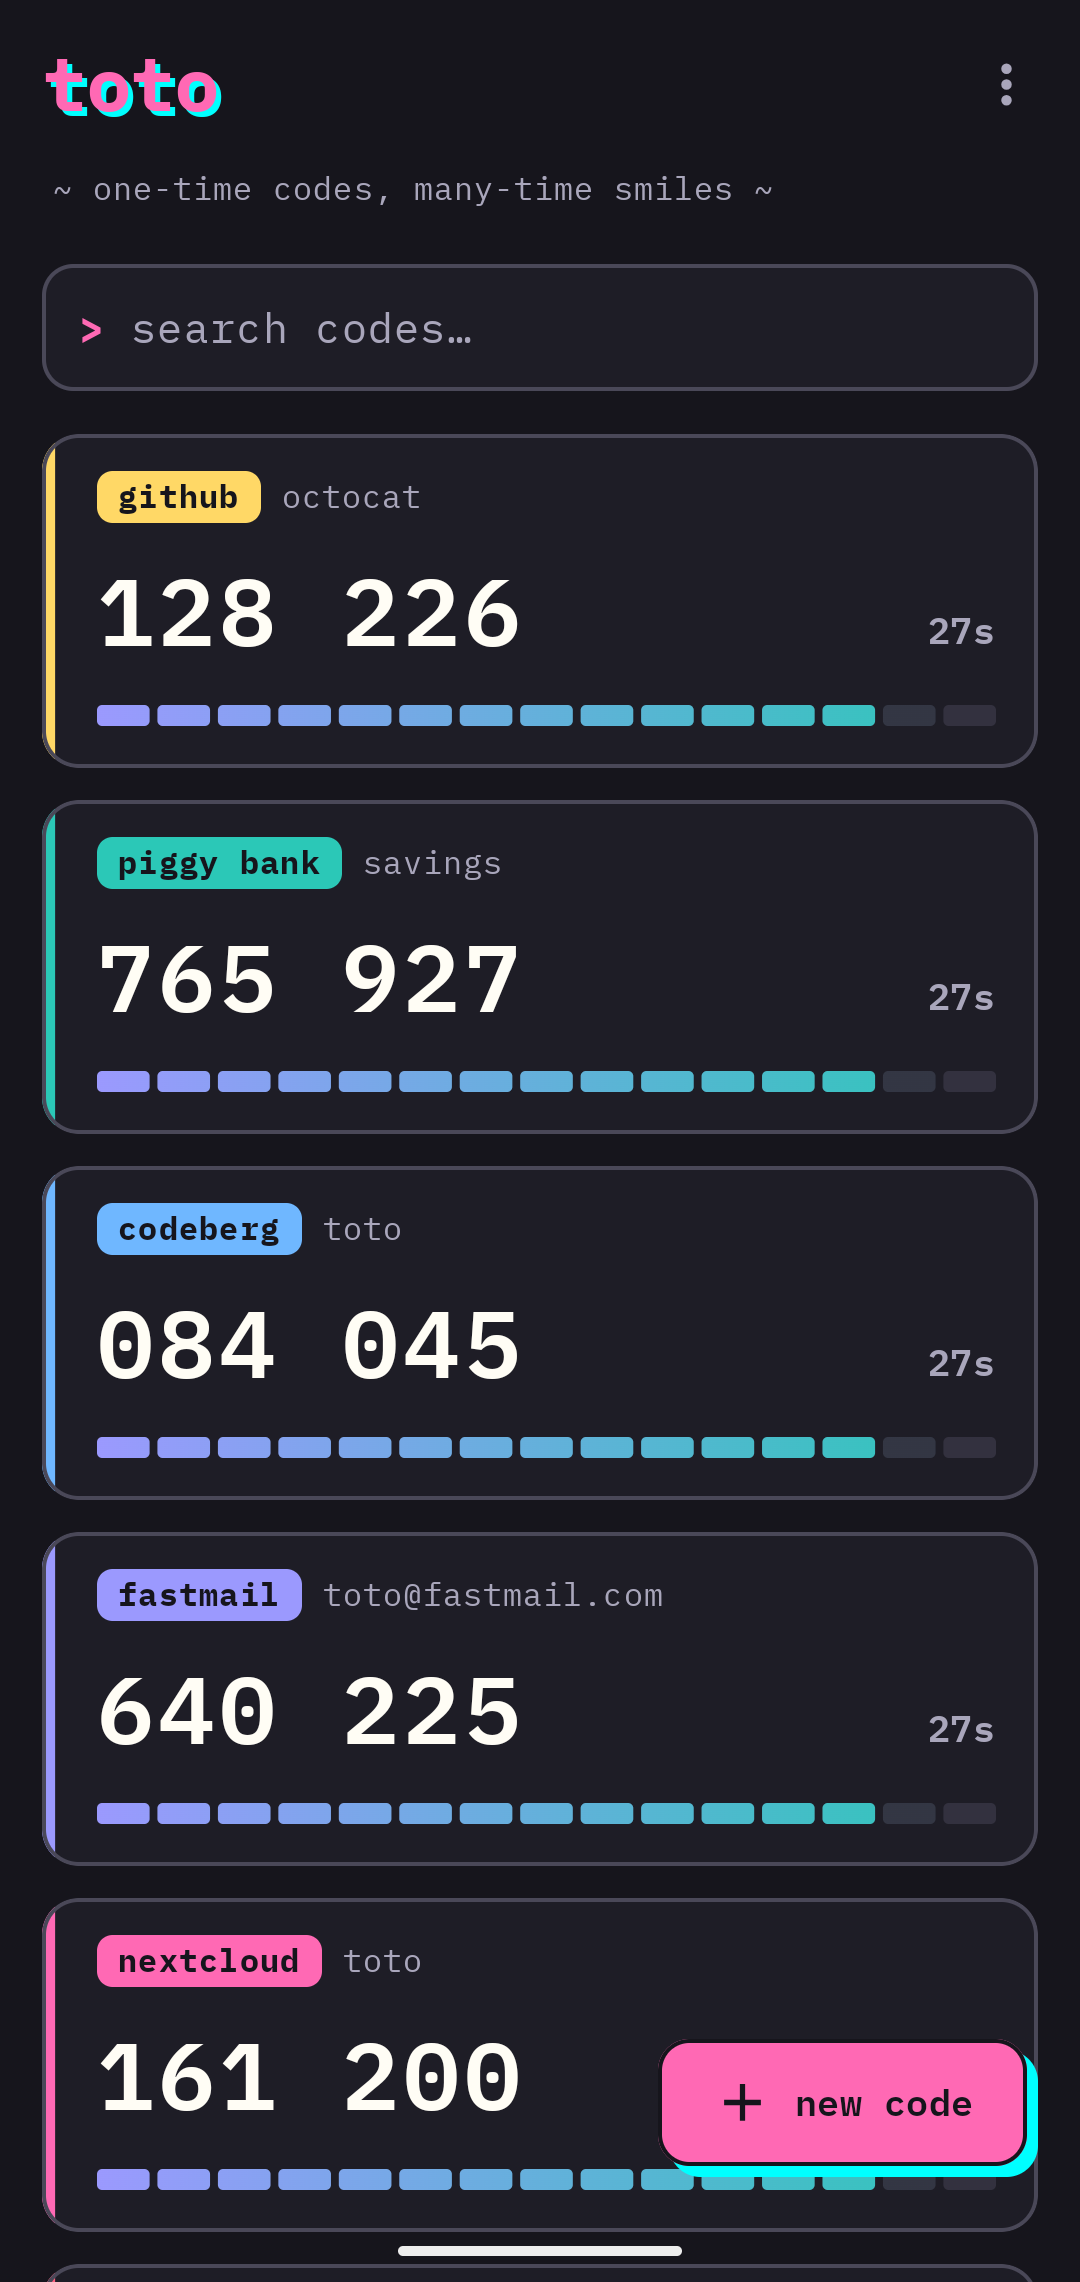 toto
~ one-time codes, many-time smiles ~
> search codes…
github octocat
128 226 27s
piggy bank savings
765 927 27s
codeberg toto
084 045 27s
fastmail toto@fastmail.com
640 225 27s
nextcloud toto
161 200
+ new code